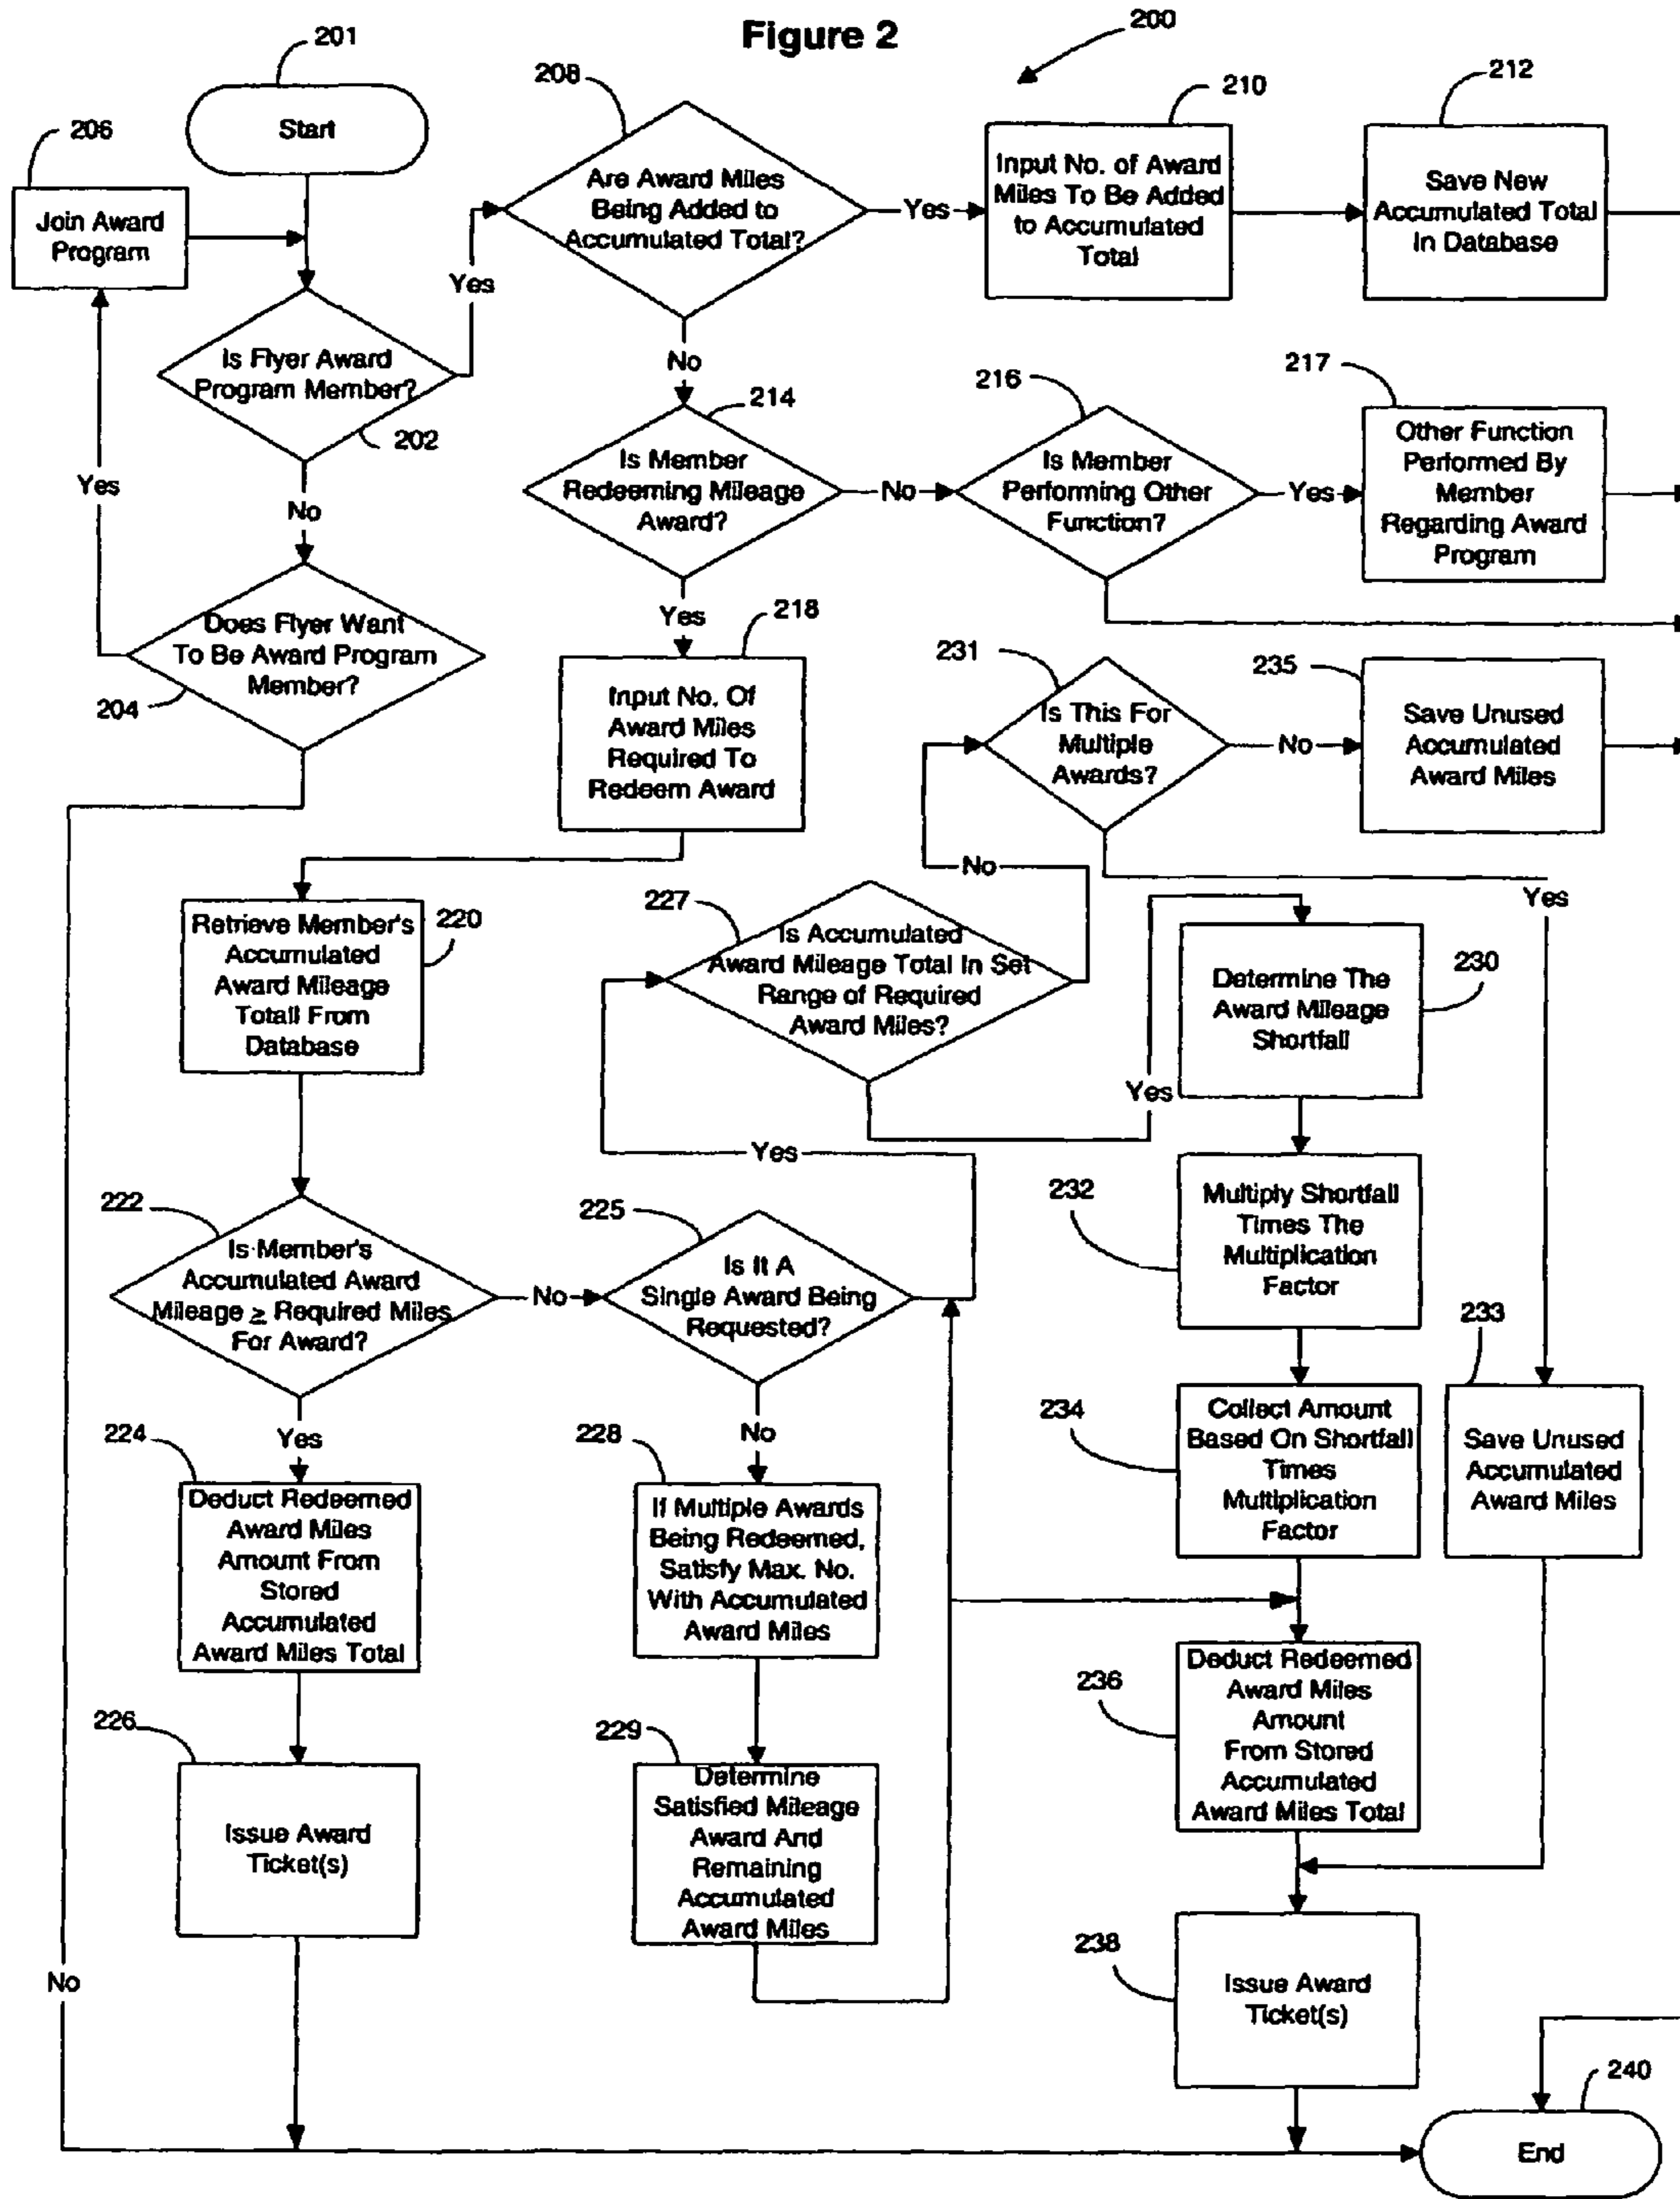 Figure 2
200
201
Start
206
Join Award
Program
Is Flyer Award
Program Member?
202
Yes
No
Yes
Does Flyer Want
To Be Award Program
Member?
204
No
208
Are Award Miles
Being Added to
Accumulated Total?
Yes
210
Input No. of Award
Miles To Be Added
to Accumulated
Total
212
Save New
Accumulated Total
In Database
No
214
Is Member
Redeeming Mileage
Award?
No
216
Is Member
Performing Other
Function?
Yes
217
Other Function
Performed By
Member
Regarding Award
Program
Yes
218
Input No. Of
Award Miles
Required To
Redeem Award
231
Is This For
Multiple
Awards?
No
235
Save Unused
Accumulated
Award Miles
Yes
No
220
Retrieve Member's
Accumulated
Award Mileage
Totall From
Database
227
Is Accumulated
Award Mileage Total In Set
Range of Required
Award Miles?
Yes
230
Determine The
Award Mileage
Shortfall
Yes
222
Is Member's
Accumulated Award
Mileage ≥ Required Miles
For Award?
No
225
Is It A
Single Award Being
Requested?
232
Multiply Shortfall
Times The
Multiplication
Factor
233
Save Unused
Accumulated
Award Miles
Yes
No
224
Deduct Redeemed
Award Miles
Amount From
Stored
Accumulated
Award Miles Total
228
If Multiple Awards
Being Redeemed,
Satisfy Max. No.
With Accumulated
Award Miles
234
Collect Amount
Based On Shortfall
Times
Multiplication
Factor
226
Issue Award
Ticket(s)
229
Determine
Satisfied Mileage
Award And
Remaining
Accumulated
Award Miles
236
Deduct Redeemed
Award Miles
Amount
From Stored
Accumulated
Award Miles Total
238
Issue Award
Ticket(s)
240
End